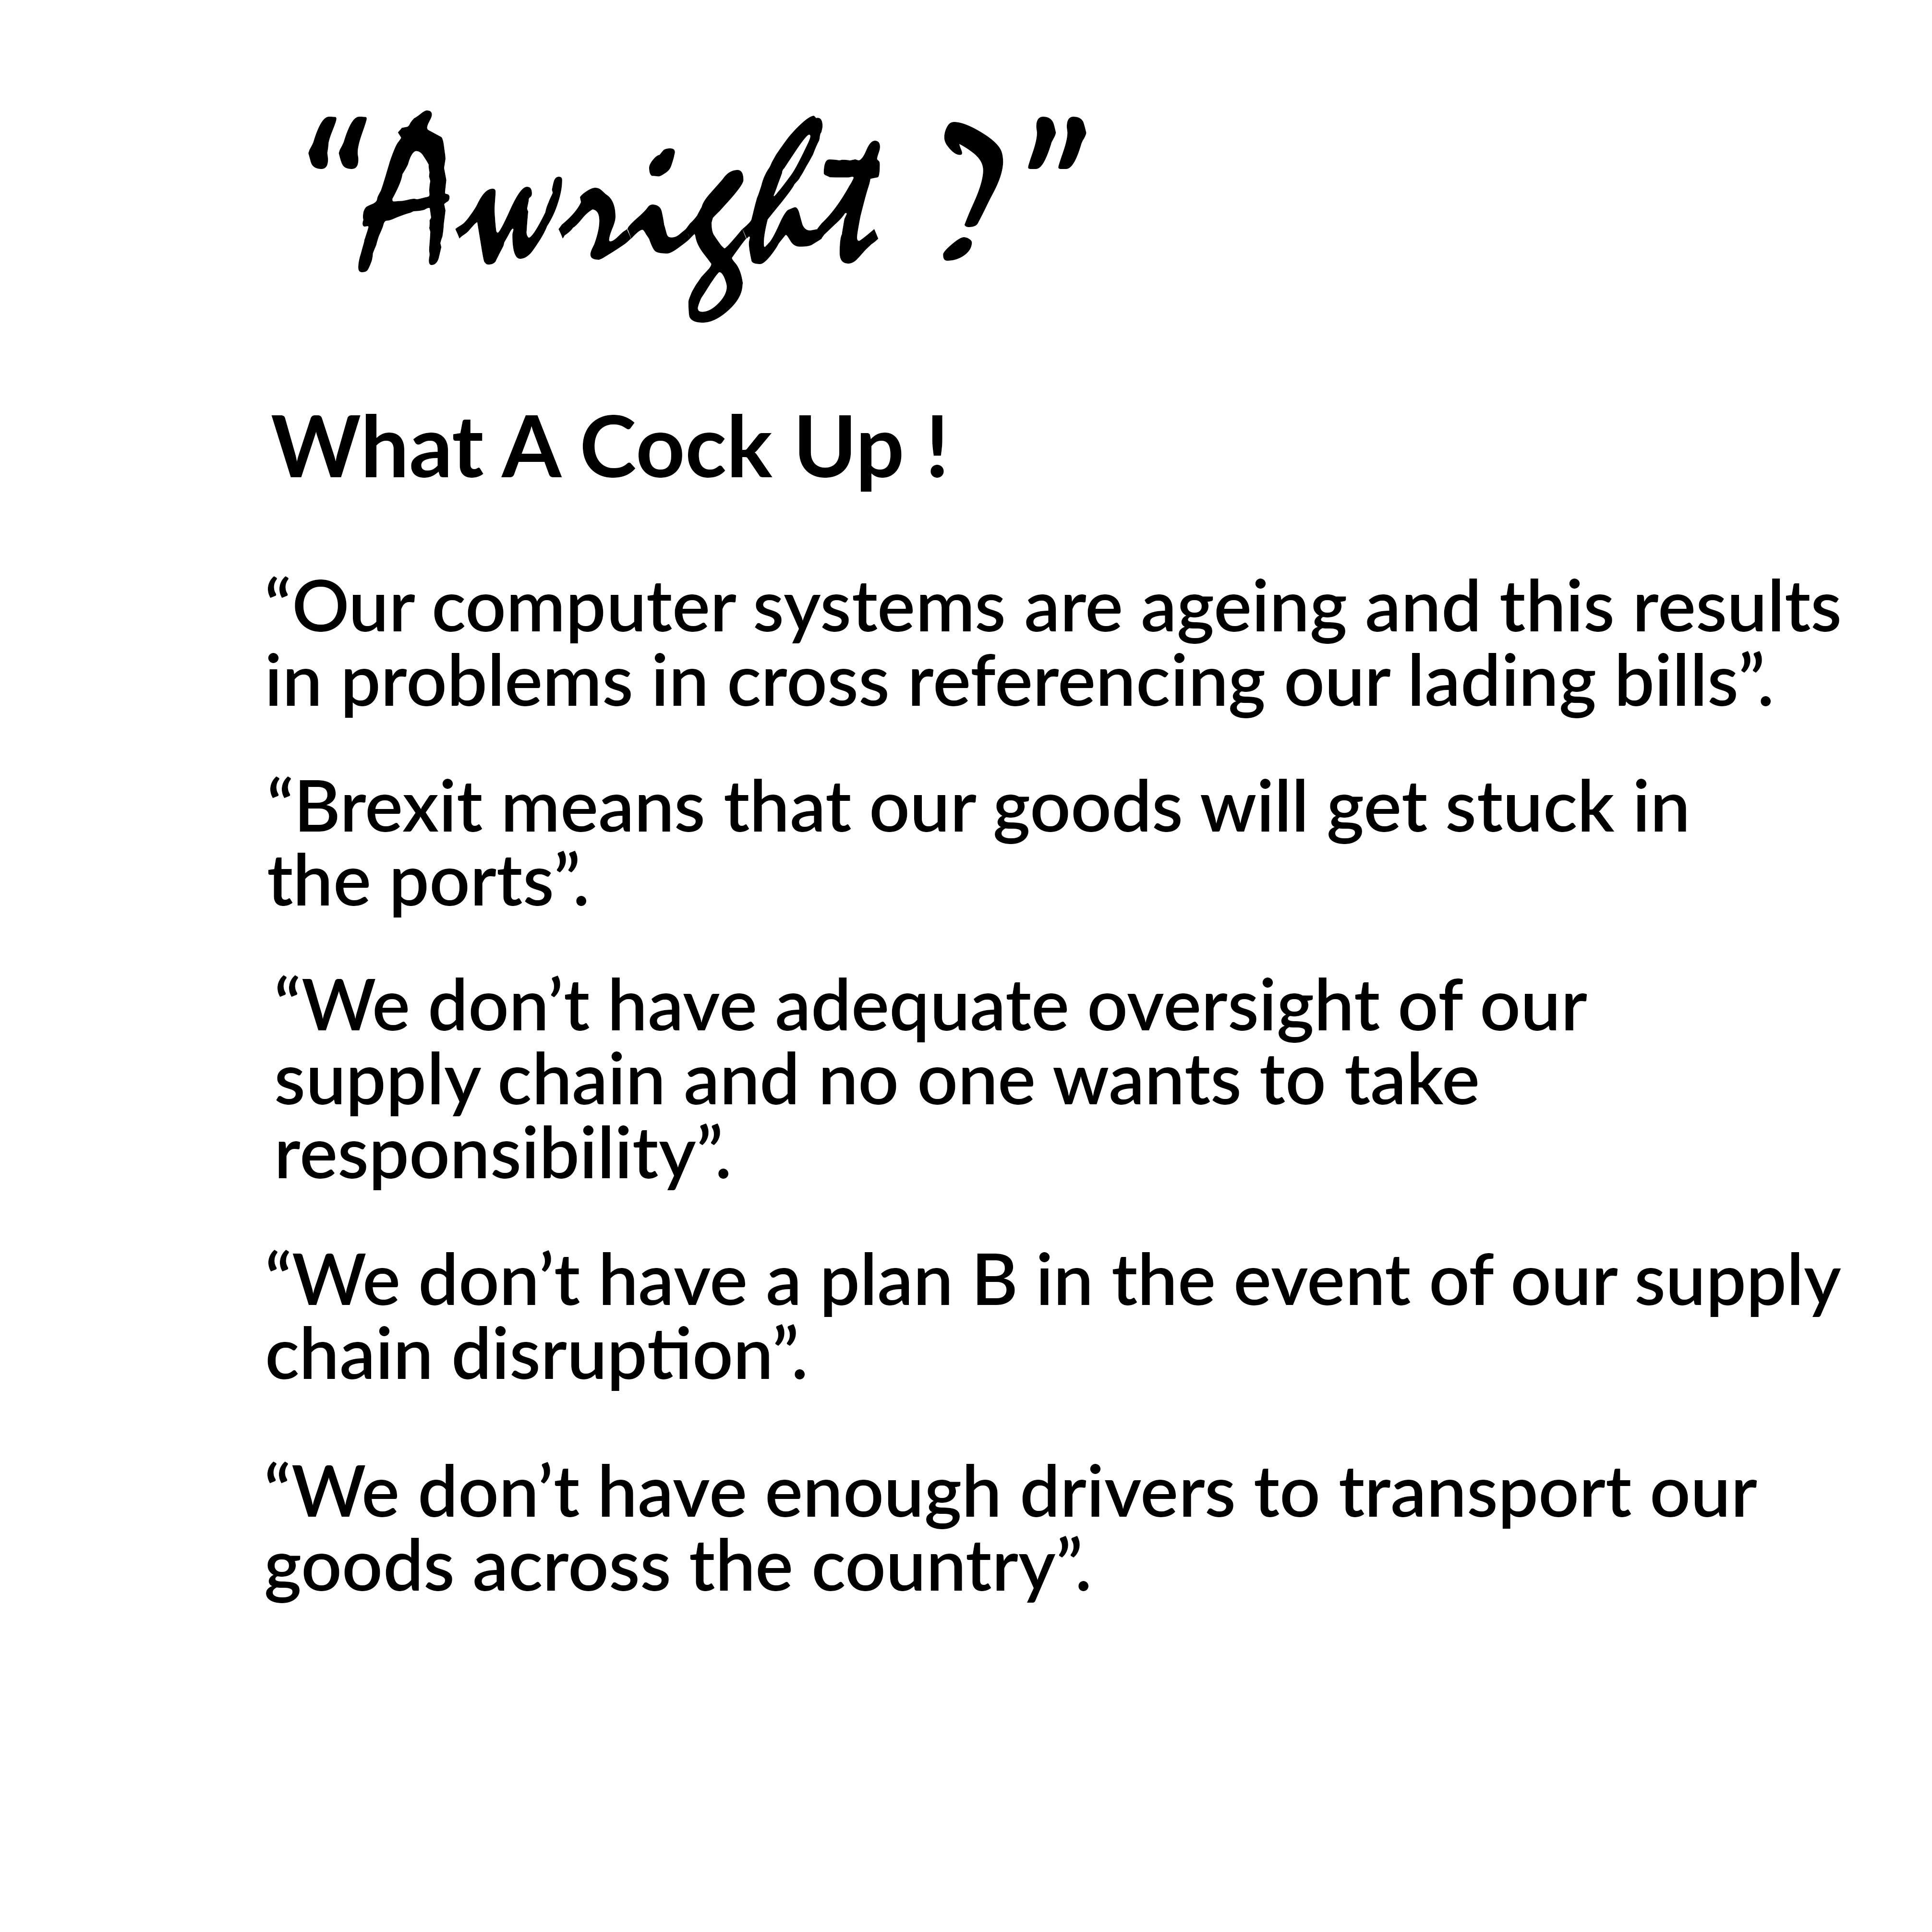 “Awright ?”
What A Cock Up !
“Our computer systems are ageing and this results
in problems in cross referencing our lading bills”.
“Brexit means that our goods will get stuck in
the ports”.
“We don’t have adequate oversight of our
supply chain and no one wants to take
responsibility”.
“We don’t have a plan B in the event of our supply
chain disruption”.
“We don’t have enough drivers to transport our
goods across the country”.